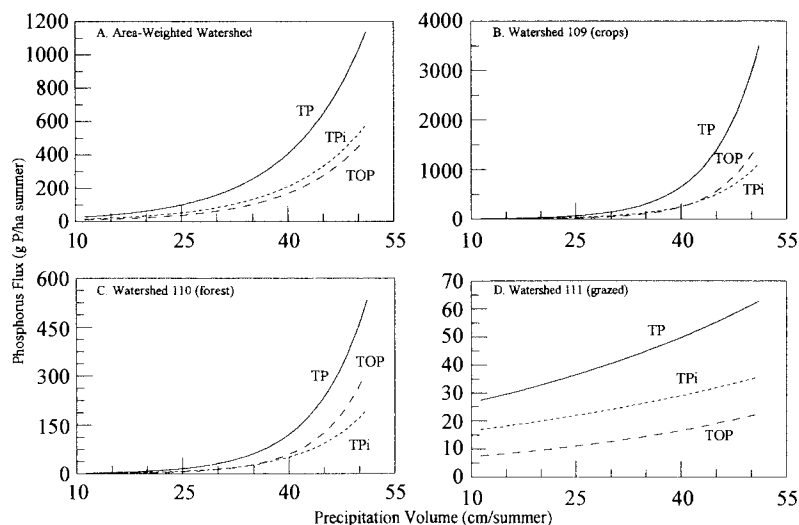 Phosphorus Flux (g P/ha summer)
A. Area-Weighted Watershed
1200
1000
800
600
400
200
0
TP
TPi
TOP
10 25 40 55
B. Watershed 109 (crops)
4000
3000
2000
1000
0
TP
TOP
TPi
10 25 40 55
C. Watershed 110 (forest)
600
450
300
150
0
TP
TOP
TPi
10 25 40 55
D. Watershed 111 (grazed)
70
60
50
40
30
20
10
0
TP
TPi
TOP
10 25 40 55
Precipitation Volume (cm/summer)